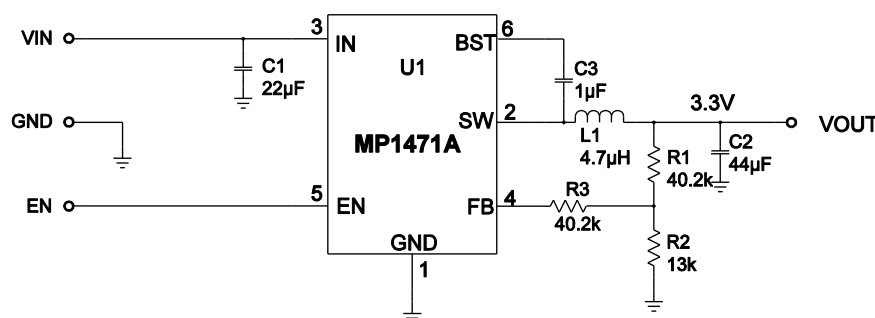 VIN
3
IN
C1
22µF
GND
EN
5
EN
U1
MP1471A
GND
1
BST
6
C3
1µF
SW
2
L1
4.7µH
3.3V
VOUT
C2
44µF
R1
40.2k
FB
4
R3
40.2k
R2
13k